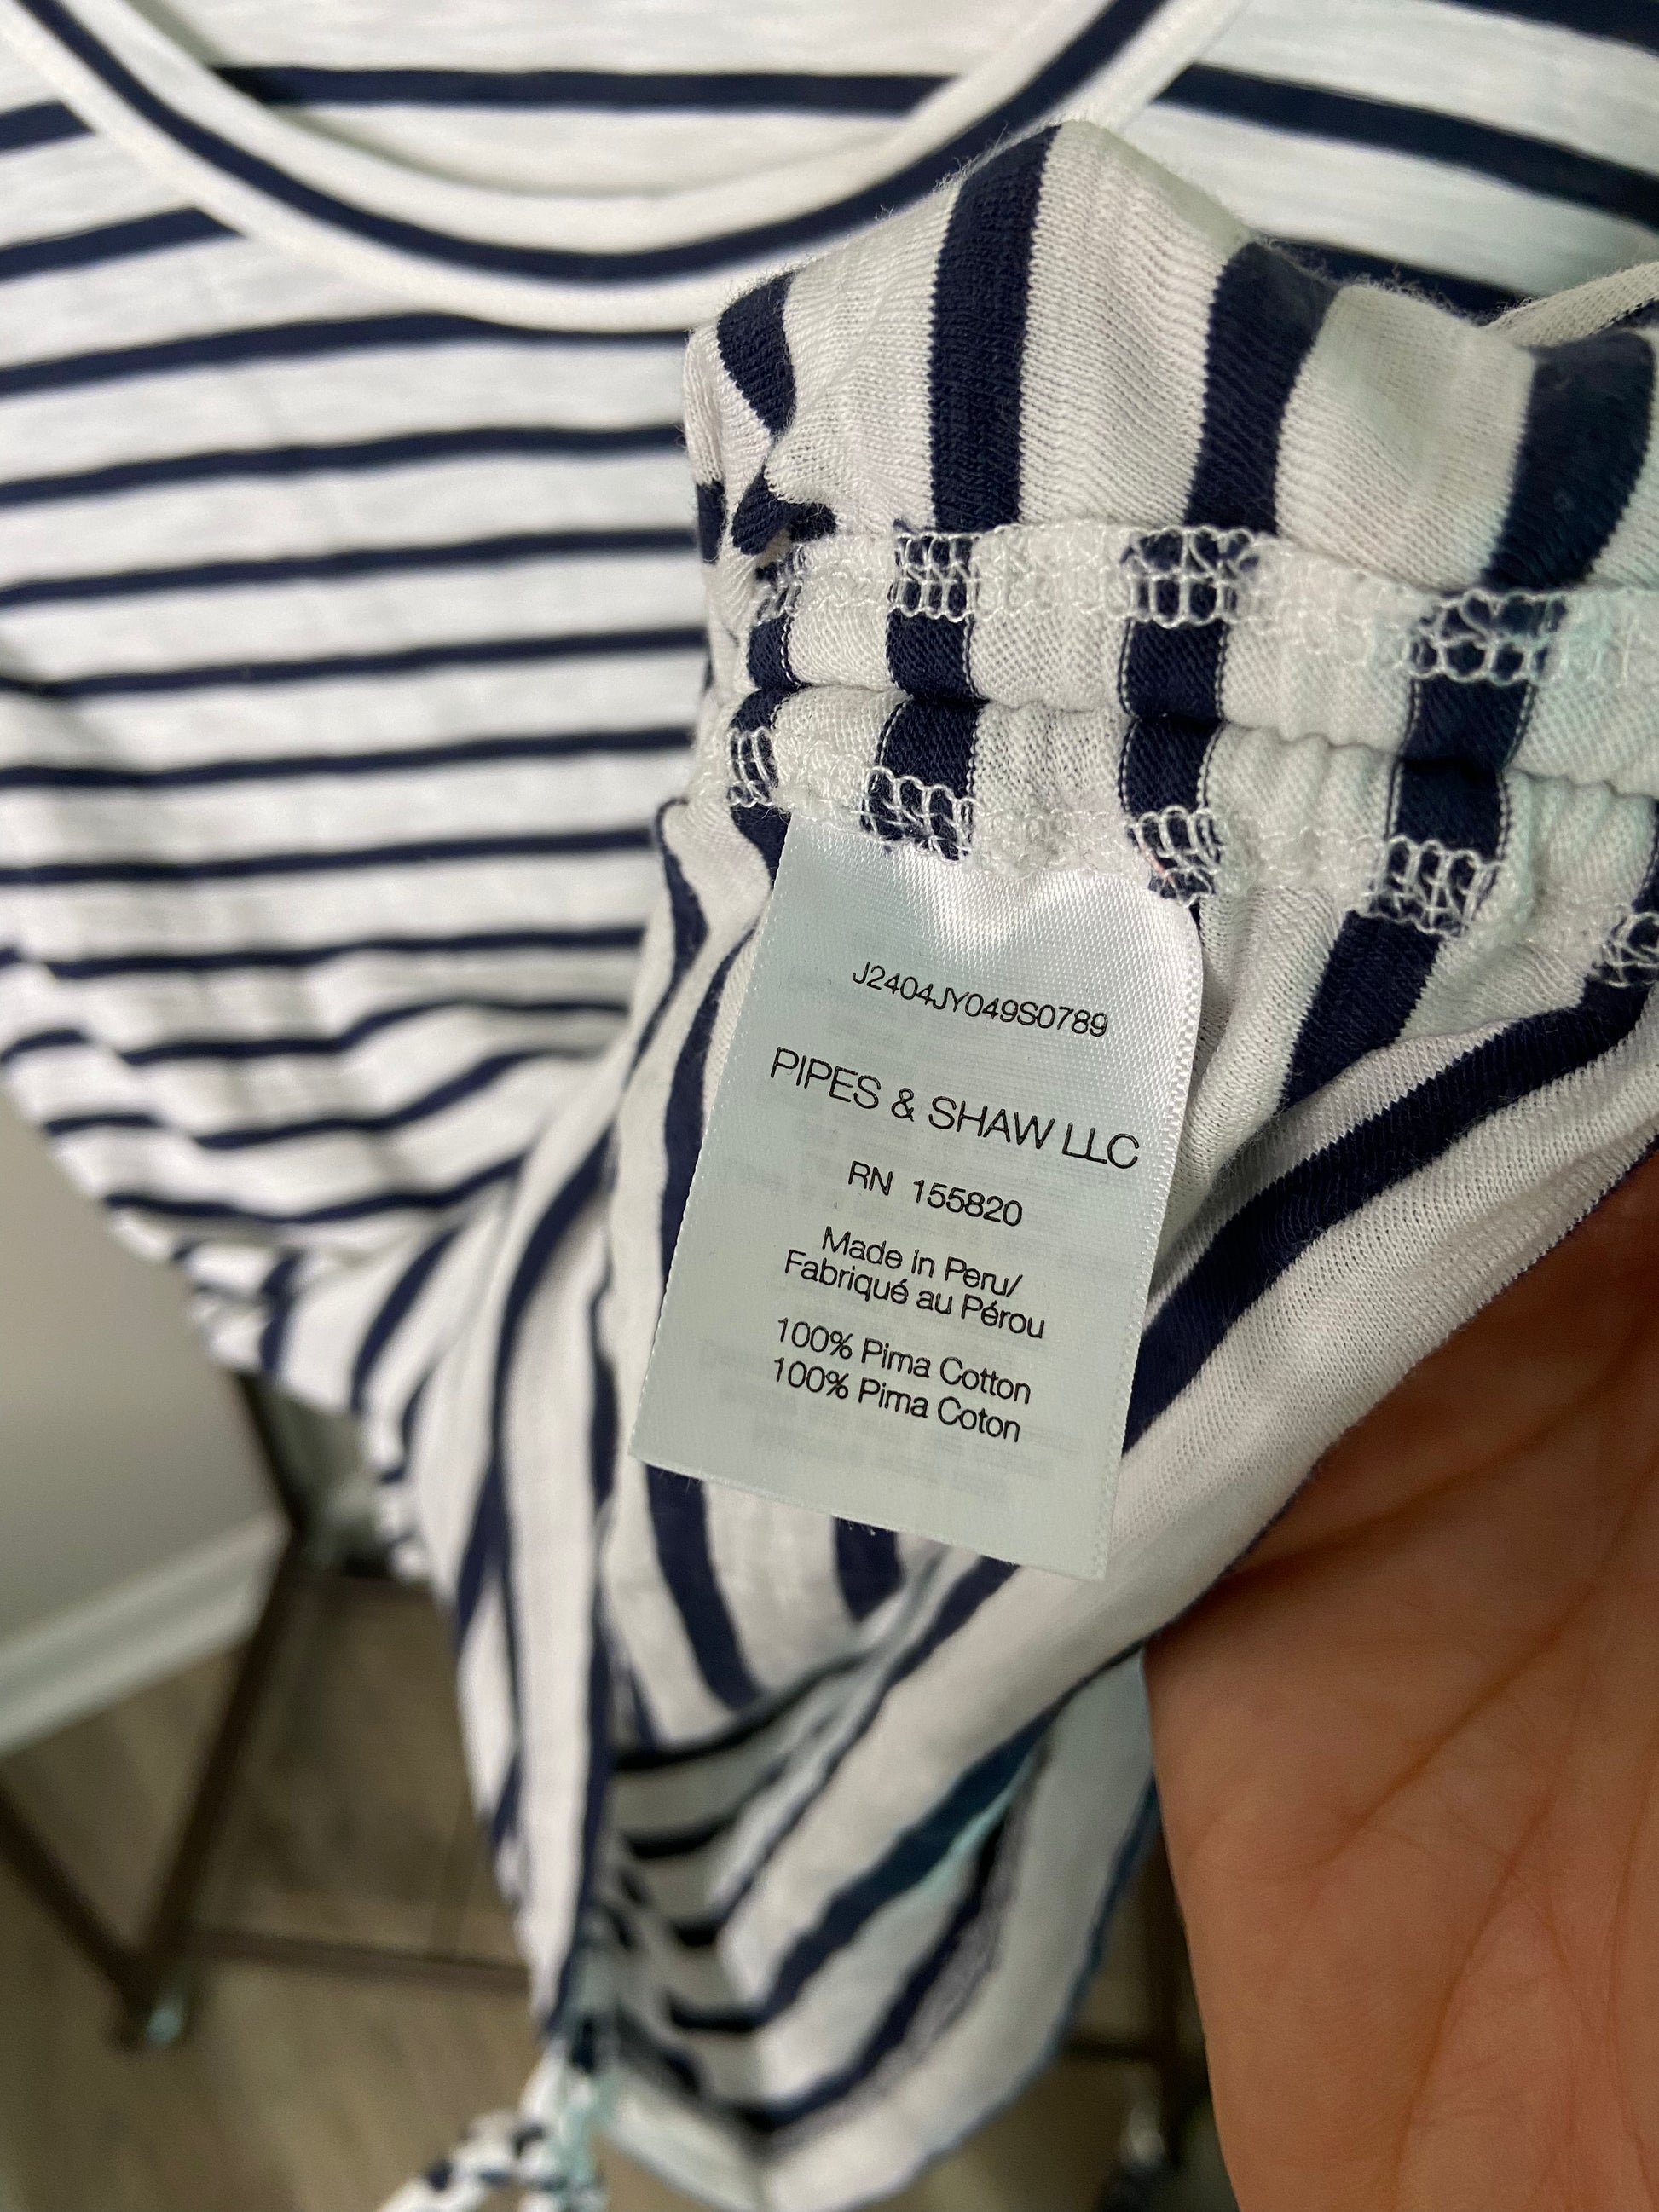 J2404JY049S0789
PIPES & SHAW LLC
RN 155820
Made in Peru/
Fabriqué au Pérou
100% Pima Cotton
100% Pima Coton